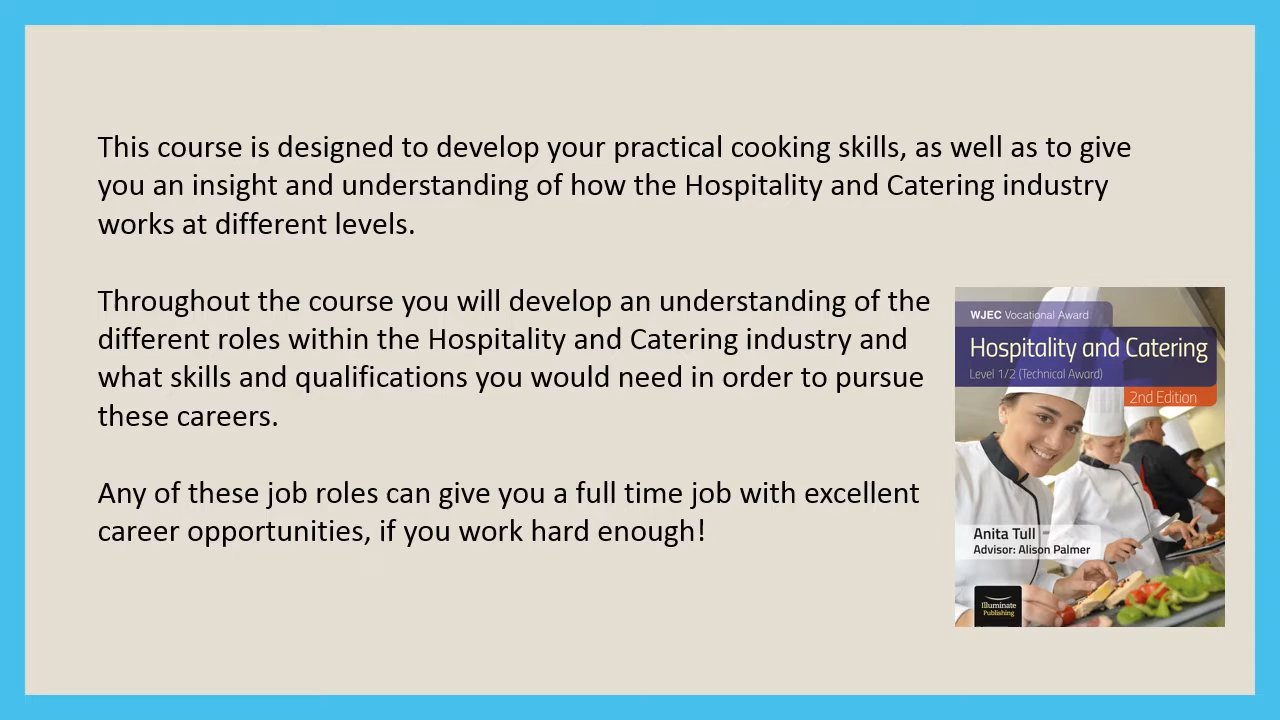 This course is designed to develop your practical cooking skills, as well as to give
you an insight and understanding of how the Hospitality and Catering industry
works at different levels.
Throughout the course you will develop an understanding of the
different roles within the Hospitality and Catering industry and
what skills and qualifications you would need in order to pursue
these careers.
Any of these job roles can give you a full time job with excellent
career opportunities, if you work hard enough!
WJEC Vocational Award
Hospitality and Catering
Level 1/2 (Technical Award)
2nd Edition
Anita Tull
Advisor: Alison Palmer
Illuminate
Publishing